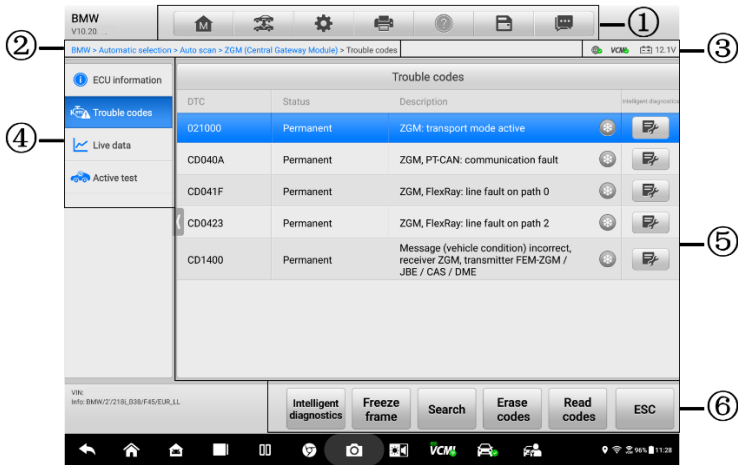 BMW
V10.20. ..
①
②
BMW > Automatic selection > Auto scan > ZGM (Central Gateway Module) > Trouble codes
VCMI
12.1V
③
④
ECU information
Trouble codes
Live data
Active test
Trouble codes
DTC Status Description Intelligent diagnostics
021000 Permanent ZGM: transport mode active
CD040A Permanent ZGM, PT-CAN: communication fault
CD041F Permanent ZGM, FlexRay: line fault on path 0
CD0423 Permanent ZGM, FlexRay: line fault on path 2
CD1400 Permanent Message (vehicle condition) incorrect,
receiver ZGM, transmitter FEM-ZGM /
JBE / CAS / DME
⑤
VIN:
Info: BMW/2'/218i_B38/F45/EUR_LL
Intelligent
diagnostics
Freeze
frame
Search
Erase
codes
Read
codes
ESC
⑥
VCMI
96% 11:28